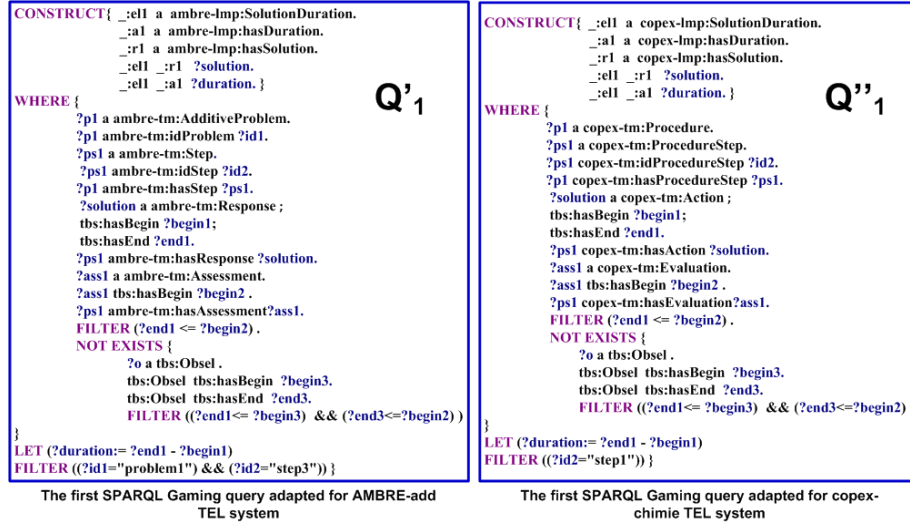 CONSTRUCT{ _:el1 a ambre-lmp:SolutionDuration.
_:a1 a ambre-lmp:hasDuration.
_:r1 a ambre-lmp:hasSolution.
_:el1 _:r1 ?solution.
_:el1 _:a1 ?duration. }
Q’1
WHERE {
?p1 a ambre-tm:AdditiveProblem.
?p1 ambre-tm:idProblem ?id1.
?ps1 a ambre-tm:Step.
?ps1 ambre-tm:idStep ?id2.
?p1 ambre-tm:hasStep ?ps1.
?solution a ambre-tm:Response ;
tbs:hasBegin ?begin1;
tbs:hasEnd ?end1.
?ps1 ambre-tm:hasResponse ?solution.
?ass1 a ambre-tm:Assessment.
?ass1 tbs:hasBegin ?begin2 .
?ps1 ambre-tm:hasAssessment?ass1.
FILTER (?end1 <= ?begin2) .
NOT EXISTS {
?o a tbs:Obsel .
tbs:Obsel tbs:hasBegin ?begin3.
tbs:Obsel tbs:hasEnd ?end3.
FILTER ((?end1<= ?begin3) && (?end3<=?begin2) )
}
LET (?duration:= ?end1 - ?begin1)
FILTER ((?id1="problem1") && (?id2="step3")) }
The first SPARQL Gaming query adapted for AMBRE-add
TEL system
CONSTRUCT{ _:el1 a copex-lmp:SolutionDuration.
_:a1 a copex-lmp:hasDuration.
_:r1 a copex-lmp:hasSolution.
_:el1 _:r1 ?solution.
_:el1 _:a1 ?duration. }
Q’’1
WHERE {
?p1 a copex-tm:Procedure.
?ps1 a copex-tm:ProcedureStep.
?ps1 copex-tm:idProcedureStep ?id2.
?p1 copex-tm:hasProcedureStep ?ps1.
?solution a copex-tm:Action ;
tbs:hasBegin ?begin1;
tbs:hasEnd ?end1.
?ps1 copex-tm:hasAction ?solution.
?ass1 a copex-tm:Evaluation.
?ass1 tbs:hasBegin ?begin2 .
?ps1 copex-tm:hasEvaluation?ass1.
FILTER (?end1 <= ?begin2) .
NOT EXISTS {
?o a tbs:Obsel .
tbs:Obsel tbs:hasBegin ?begin3.
tbs:Obsel tbs:hasEnd ?end3.
FILTER ((?end1<= ?begin3) && (?end3<=?begin2)
}
LET (?duration:= ?end1 - ?begin1)
FILTER ((?id2="step1")) }
The first SPARQL Gaming query adapted for copex-
chimie TEL system